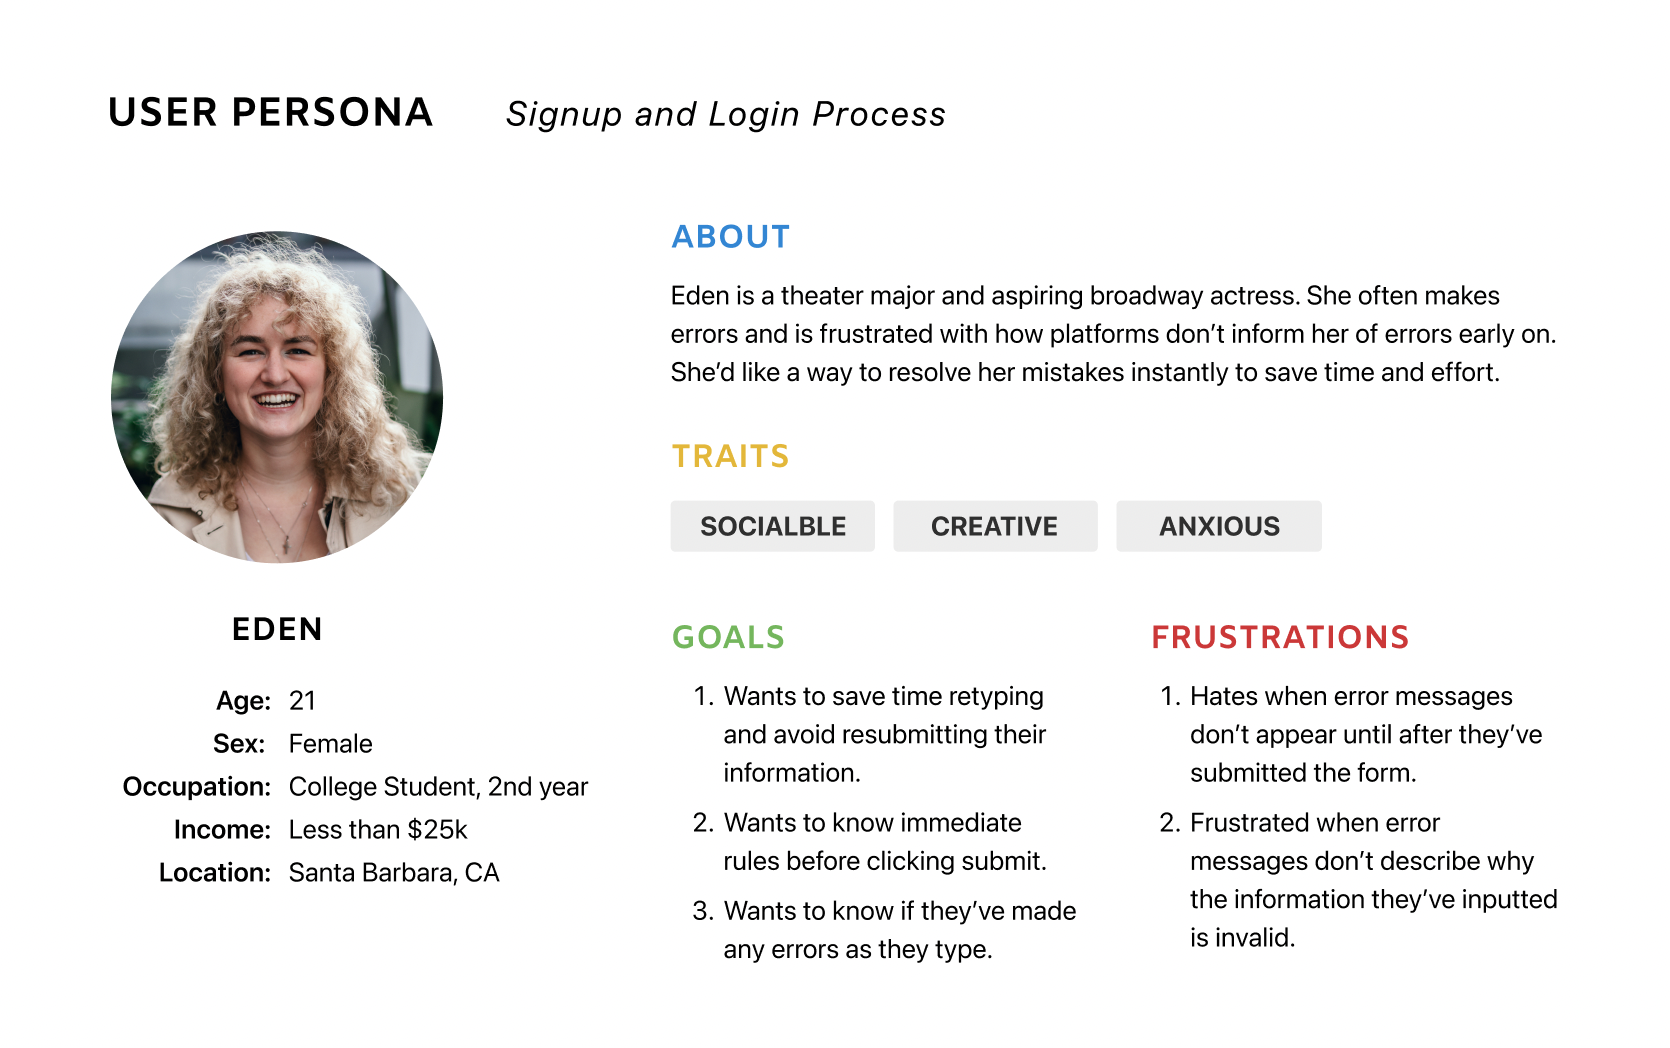 USER PERSONA
Signup and Login Process
EDEN
Age: 21
Sex: Female
Occupation: College Student, 2nd year
Income: Less than $25k
Location: Santa Barbara, CA
ABOUT
Eden is a theater major and aspiring broadway actress. She often makes
errors and is frustrated with how platforms don’t inform her of errors early on.
She’d like a way to resolve her mistakes instantly to save time and effort.
TRAITS
SOCIALBLE
CREATIVE
ANXIOUS
GOALS
1. Wants to save time retyping
and avoid resubmitting their
information.
2. Wants to know immediate
rules before clicking submit.
3. Wants to know if they’ve made
any errors as they type.
FRUSTRATIONS
1. Hates when error messages
don’t appear until after they’ve
submitted the form.
2. Frustrated when error
messages don’t describe why
the information they’ve inputted
is invalid.